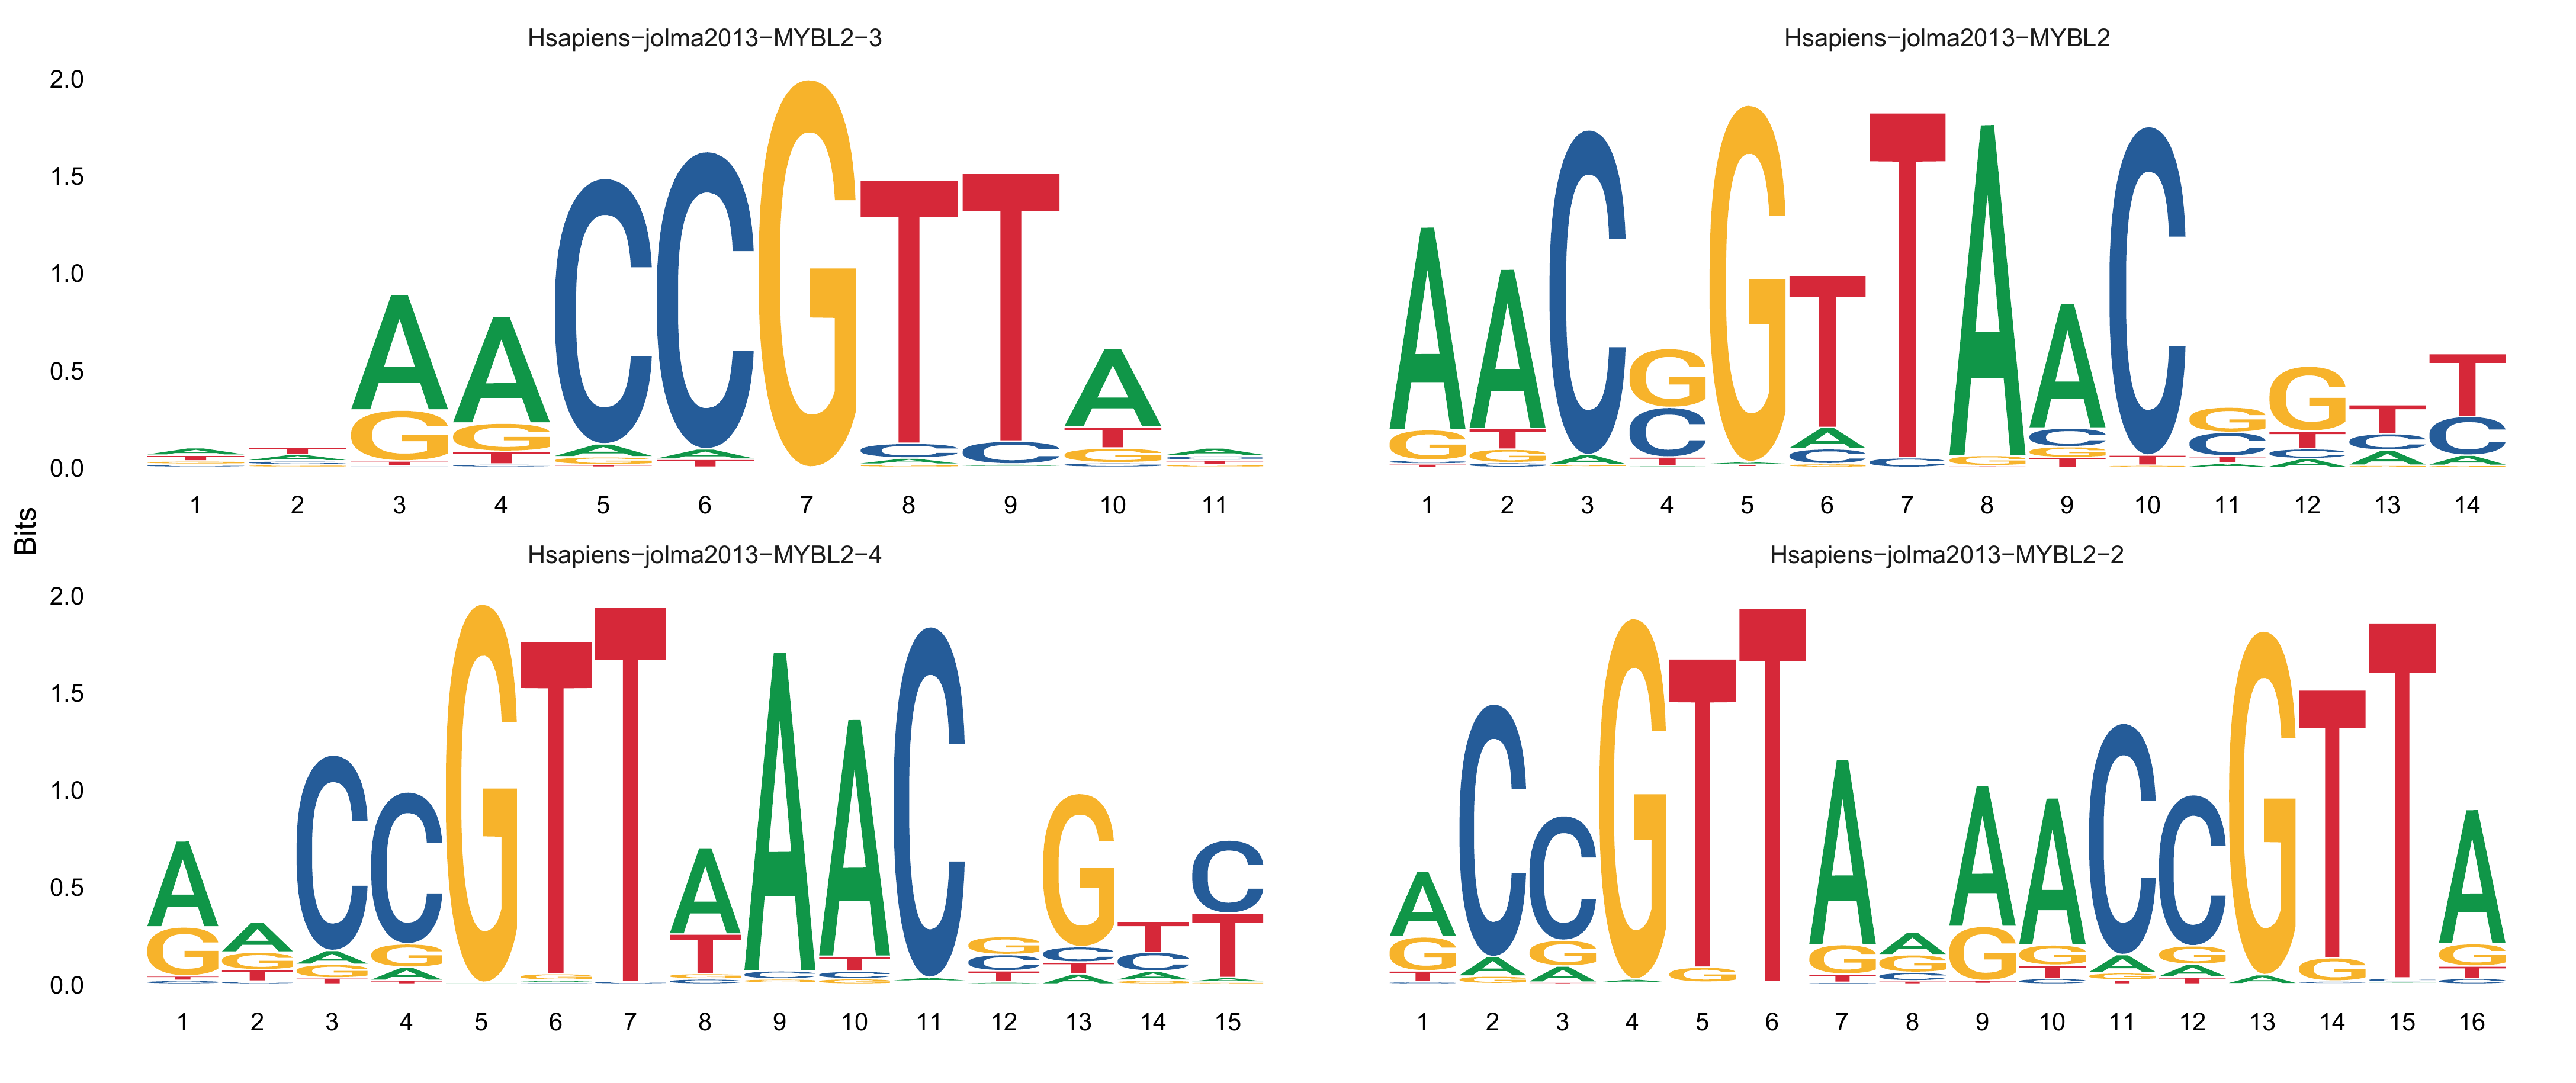 Hsapiens−jolma2013−MYBL2−3
2.0
1.5
1.0
0.5
0.0
AACCGTTA
1 2 3 4 5 6 7 8 9 10 11
Hsapiens−jolma2013−MYBL2
AACGGTTAACGGTT
1 2 3 4 5 6 7 8 9 10 11 12 13 14
Bits
Hsapiens−jolma2013−MYBL2−4
2.0
1.5
1.0
0.5
0.0
AACCGTTAAACGGTC
1 2 3 4 5 6 7 8 9 10 11 12 13 14 15
Hsapiens−jolma2013−MYBL2−2
ACCGTTAAAACCGTTA
1 2 3 4 5 6 7 8 9 10 11 12 13 14 15 16